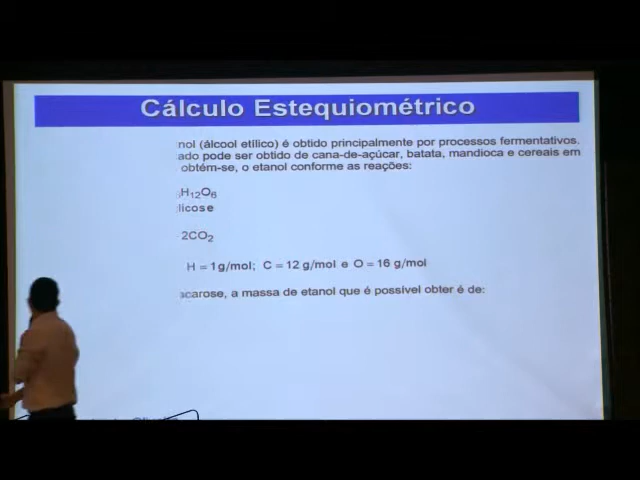 Cálculo Estequiométrico
nol (álcool etílico) é obtido principalmente por processos fermentativos.
ado pode ser obtido de cana-de-açúcar, batata, mandioca e cereais em
obtém-se, o etanol conforme as reações:
H₁₂O₆
licose
2CO₂
H = 1g/mol; C = 12 g/mol e O = 16 g/mol
acarose, a massa de etanol que é possível obter é de: